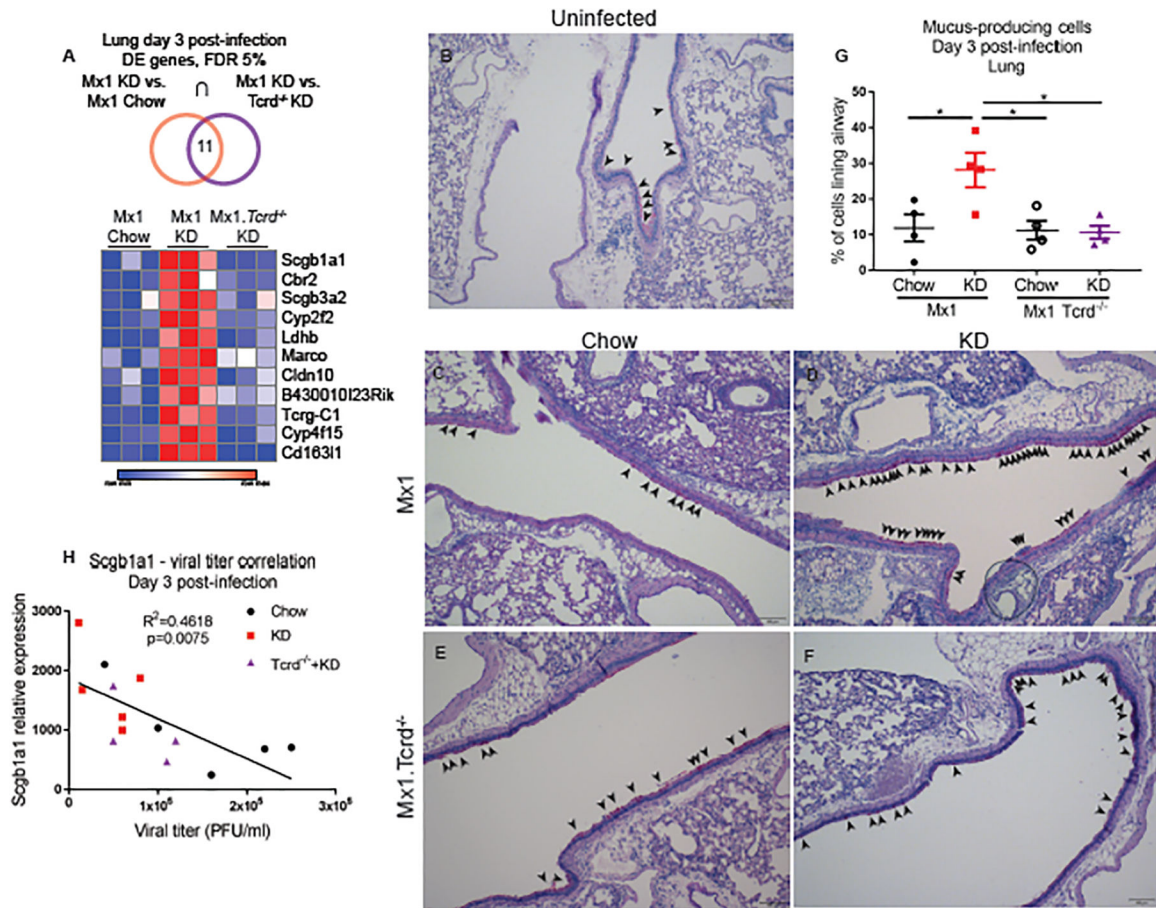 A
Lung day 3 post-infection
DE genes, FDR 5%
Mx1 KD vs. ∩ Mx1 KD vs.
Mx1 Chow Tcrd-/- KD
11
Mx1 Mx1 Mx1.Tcrd-/-
Chow KD KD
Scgb1a1
Cbr2
Scgb3a2
Cyp2f2
Ldhb
Marco
Cldn10
B430010I23Rik
Tcrg-C1
Cyp4f15
Cd163l1
row min row max
Uninfected
B
G
Mucus-producing cells
Day 3 post-infection
Lung
% of cells lining airway
50
40
30
20
10
0
* * *
Chow KD Chow KD
Mx1 Mx1 Tcrd-/-
Chow KD
Mx1
C
D
Mx1.Tcrd-/-
E
F
H
Scgb1a1 - viral titer correlation
Day 3 post-infection
Scgb1a1 relative expression
3000
2000
1000
0
R²=0.4618
p=0.0075
Chow
KD
Tcrd-/-+KD
0 1x10⁵ 2x10⁵ 3x10⁵
Viral titer (PFU/ml)